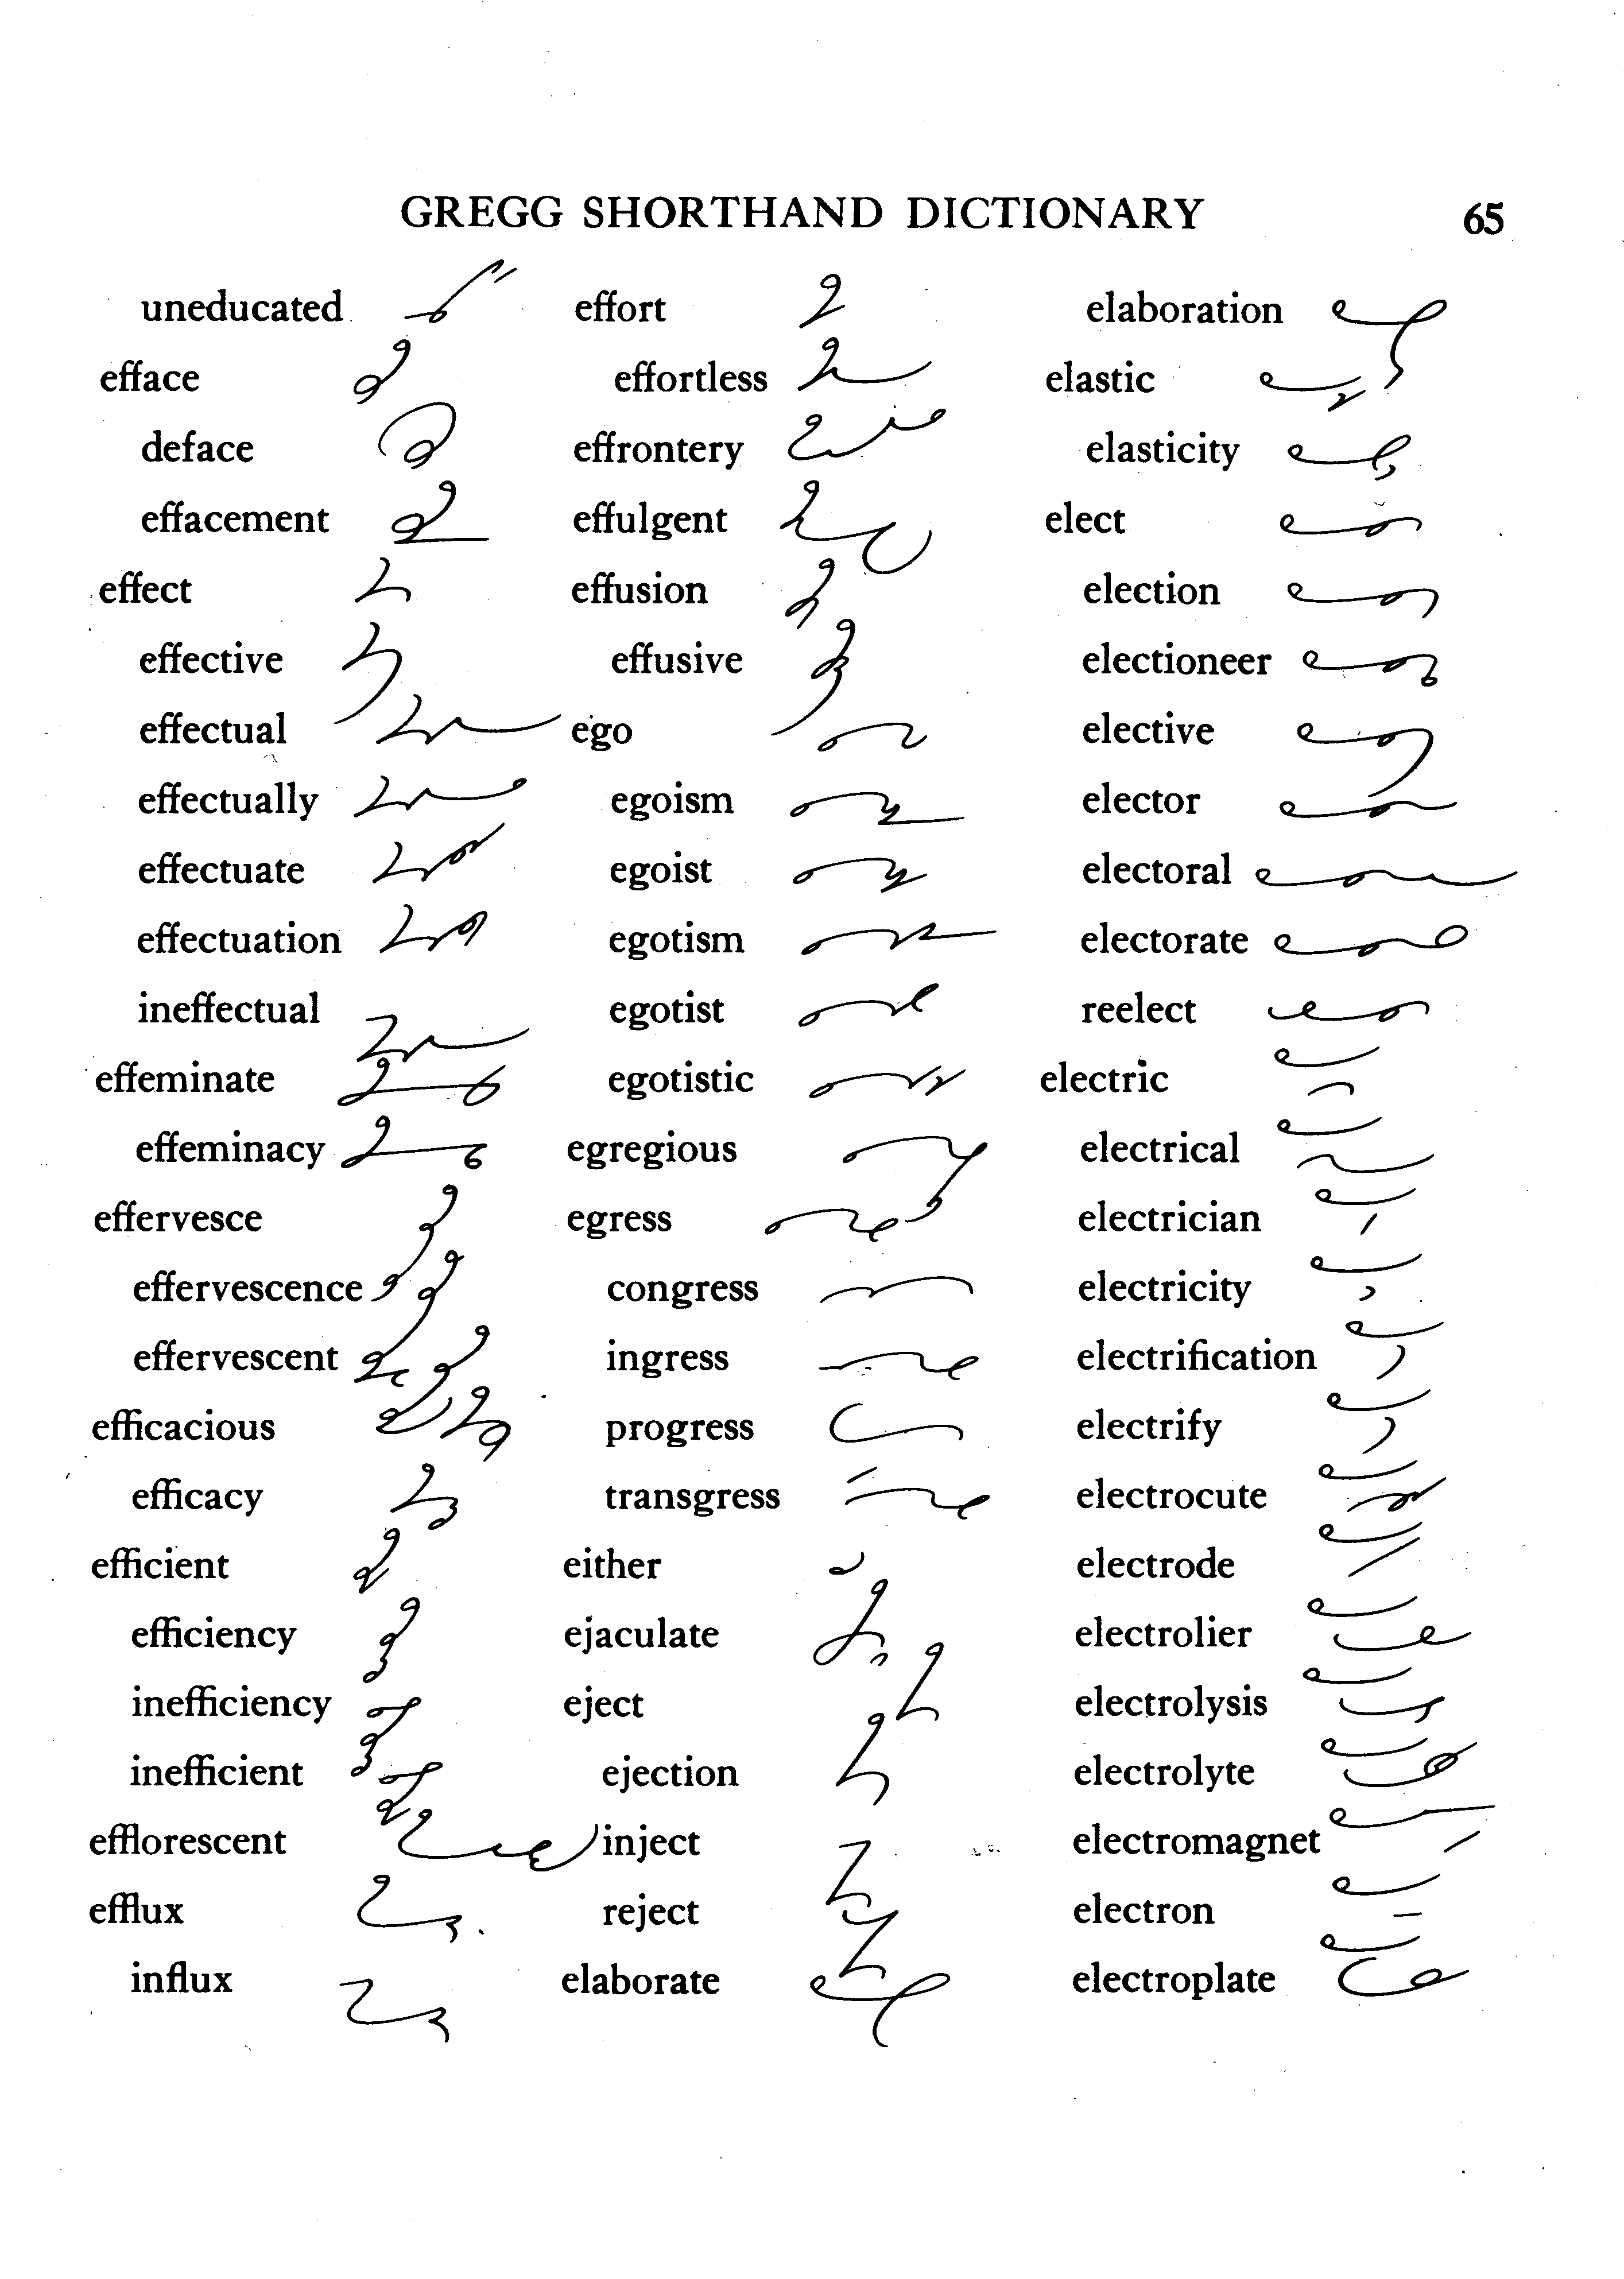 GREGG SHORTHAND DICTIONARY 65
uneducated
efface
deface
effacement
effect
effective
effectual
effectually
effectuate
effectuation
ineffectual
effeminate
effeminacy
effervesce
effervescence
effervescent
efficacious
efficacy
efficient
efficiency
inefficiency
inefficient
efflorescent
efflux
influx
effort
effortless
effrontery
effulgent
effusion
effusive
ego
egoism
egoist
egotism
egotist
egotistic
egregious
egress
congress
ingress
progress
transgress
either
ejaculate
eject
ejection
inject
reject
elaborate
elaboration
elastic
elasticity
elect
election
electioneer
elective
elector
electoral
electorate
reelect
electric
electrical
electrician
electricity
electrification
electrify
electrocute
electrode
electrolier
electrolysis
electrolyte
electromagnet
electron
electroplate